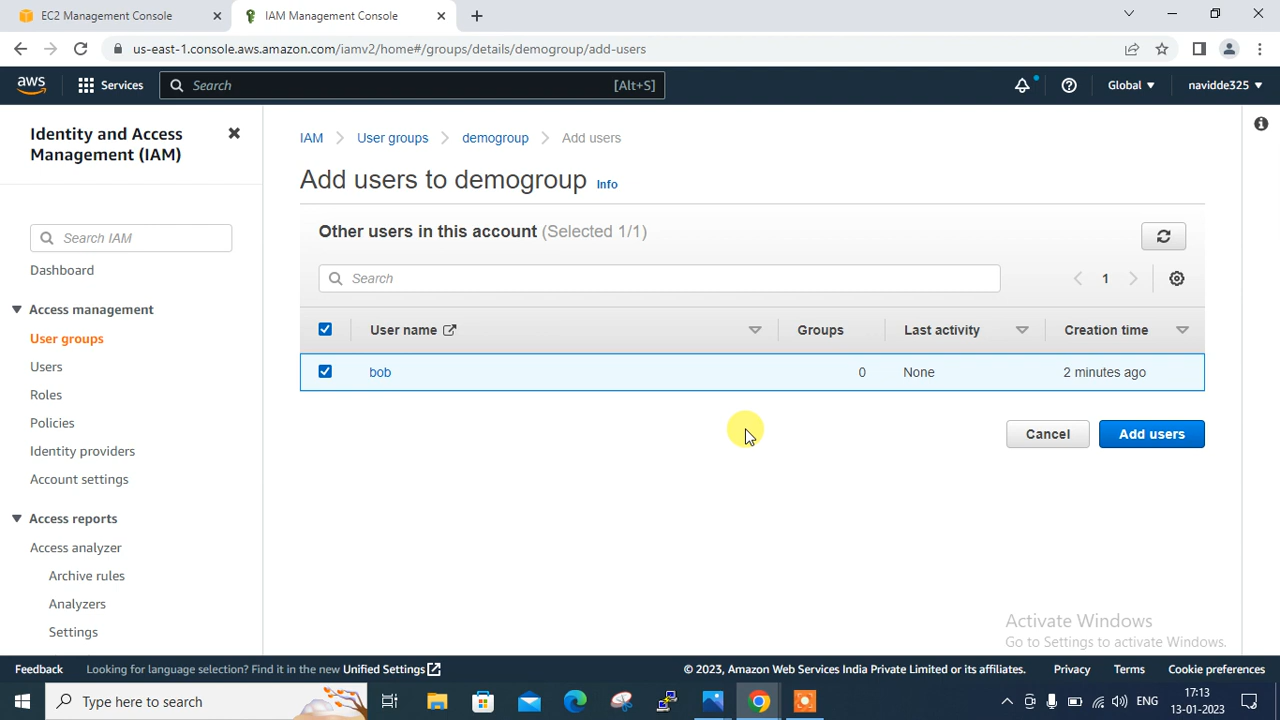 EC2 Management Console
IAM Management Console
us-east-1.console.aws.amazon.com/iamv2/home#/groups/details/demogroup/add-users
aws
Services
Search
[Alt+S]
Global
navidde325
Identity and Access
Management (IAM)
Search IAM
Dashboard
Access management
User groups
Users
Roles
Policies
Identity providers
Account settings
Access reports
Access analyzer
Archive rules
Analyzers
Settings
IAM
User groups
demogroup
Add users
Add users to demogroup Info
Other users in this account (Selected 1/1)
Search
1
User name
Groups
Last activity
Creation time
bob
0
None
2 minutes ago
Cancel
Add users
Activate Windows
Go to Settings to activate Windows.
Feedback
Looking for language selection? Find it in the new Unified Settings
© 2023, Amazon Web Services India Private Limited or its affiliates.
Privacy
Terms
Cookie preferences
Type here to search
ENG
17:13
13-01-2023